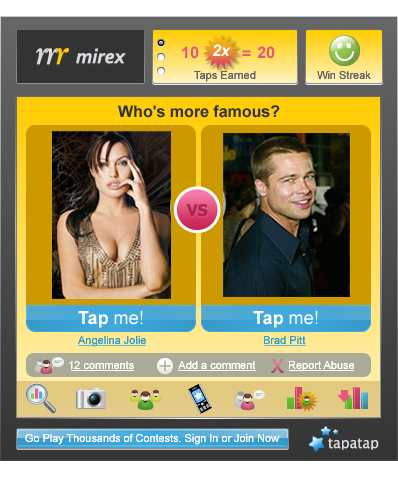 mr mirex
10 2x = 20
Taps Earned
Win Streak
Who's more famous?
VS
Tap me!
Tap me!
Angelina Jolie
Brad Pitt
12 comments
Add a comment
Report Abuse
Go Play Thousands of Contests. Sign In or Join Now
tapatap